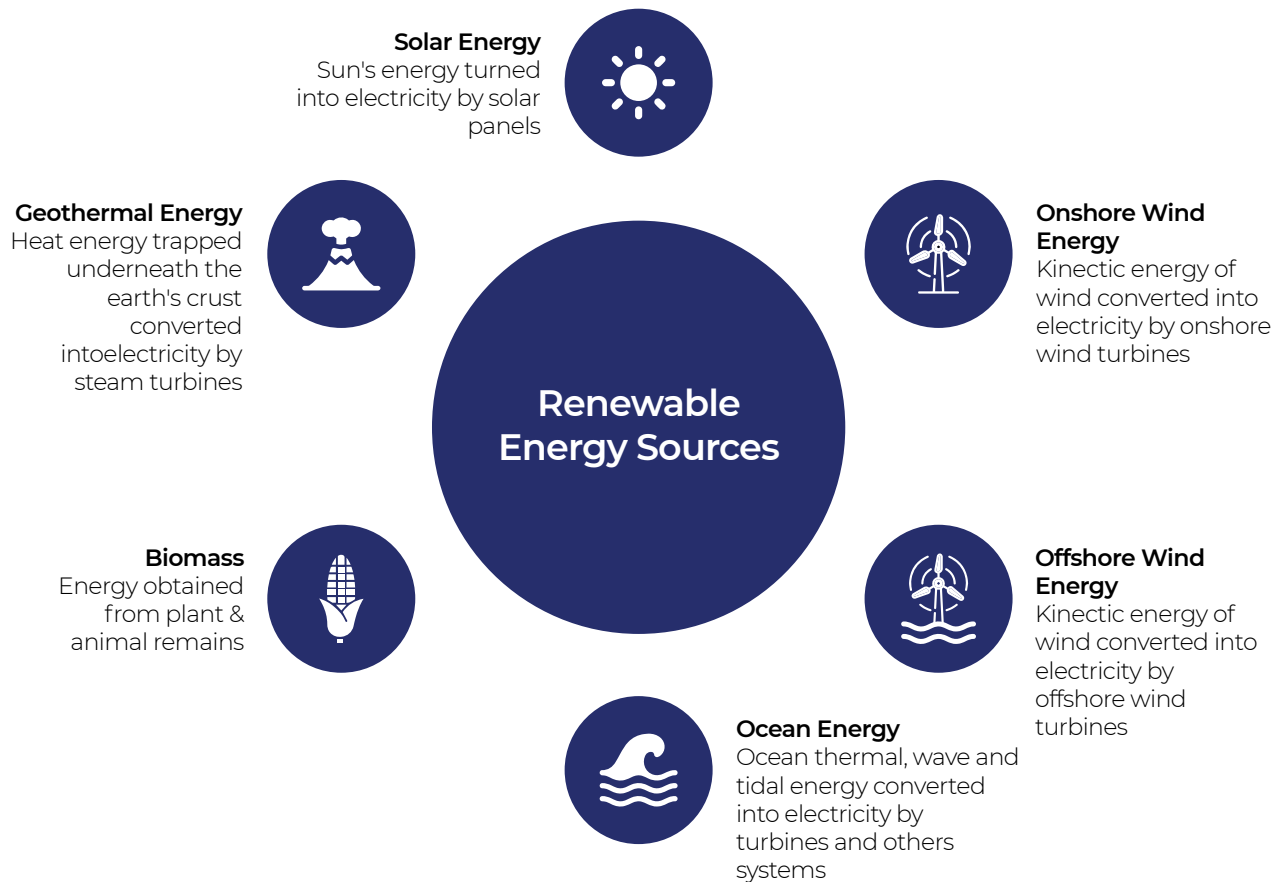 Solar Energy
Sun's energy turned
into electricity by solar
panels
Geothermal Energy
Heat energy trapped
underneath the
earth's crust
converted
intoelectricity by
steam turbines
Onshore Wind
Energy
Kinectic energy of
wind converted into
electricity by onshore
wind turbines
Renewable
Energy Sources
Biomass
Energy obtained
from plant &
animal remains
Offshore Wind
Energy
Kinectic energy of
wind converted into
electricity by
offshore wind
turbines
Ocean Energy
Ocean thermal, wave and
tidal energy converted
into electricity by
turbines and others
systems